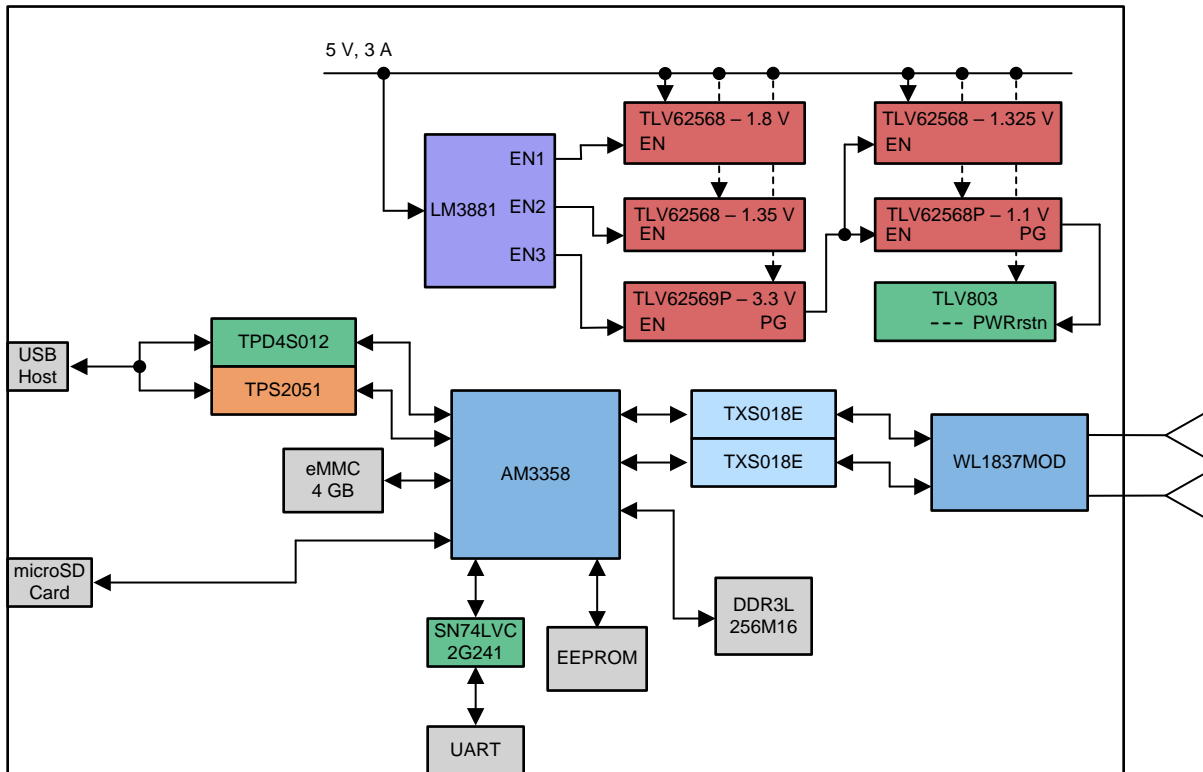 5 V, 3 A
LM3881
EN1
EN2
EN3
TLV62568 – 1.8 V
EN
TLV62568 – 1.35 V
EN
TLV62569P – 3.3 V
EN PG
TLV62568 – 1.325 V
EN
TLV62568P – 1.1 V
EN PG
TLV803
--- PWRrstn
USB
Host
TPD4S012
TPS2051
eMMC
4 GB
microSD
Card
AM3358
TXS018E
TXS018E
WL1837MOD
SN74LVC
2G241
EEPROM
DDR3L
256M16
UART